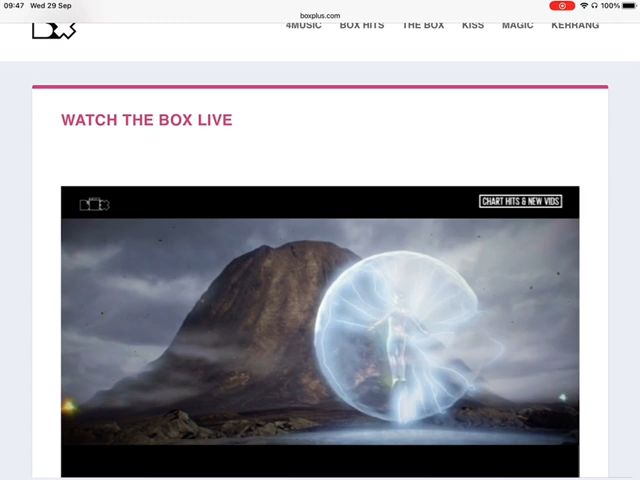 09:47 Wed 29 Sep 100%
boxplus.com
4MUSIC BOX HITS THE BOX KISS MAGIC KERRANG
WATCH THE BOX LIVE
CHART HITS & NEW VIDS